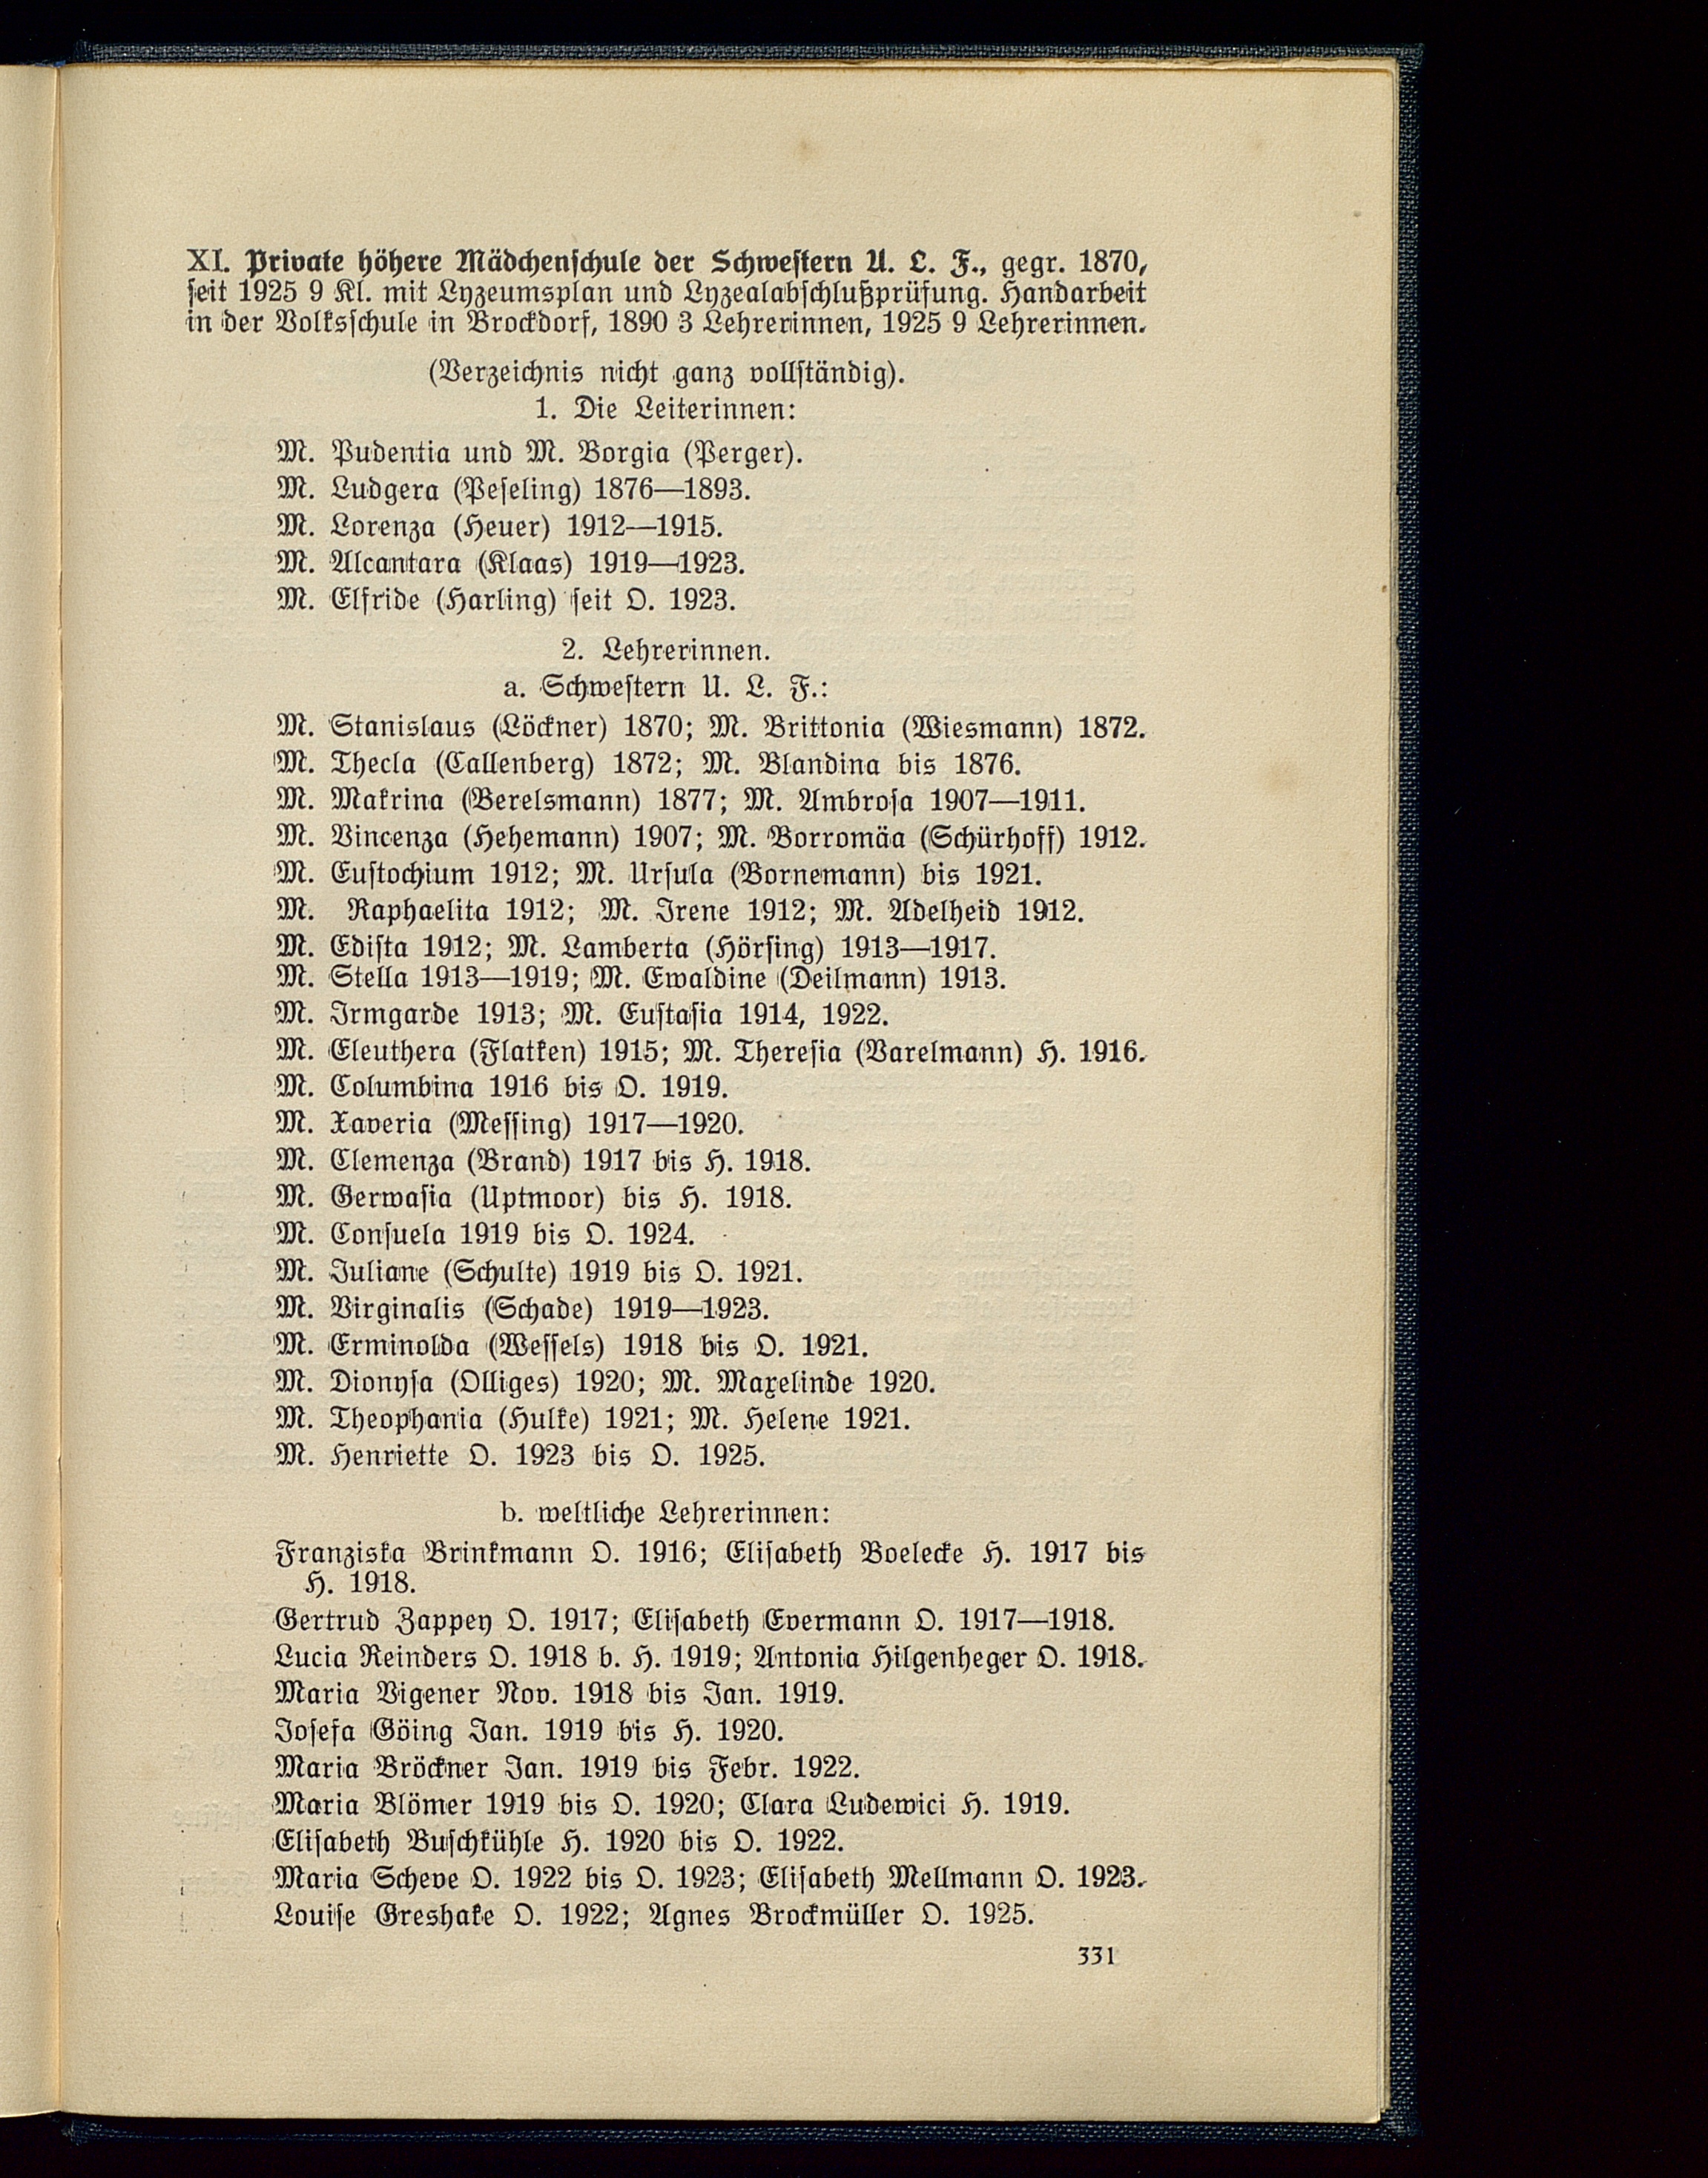 XI. Private höhere Mädchenschule der Schwestern U. L. F., gegr. 1870,
seit 1925 9 Kl. mit Lyzeumsplan und Lyzealabschlußprüfung. Handarbeit
in der Volksschule in Brockdorf, 1890 3 Lehrerinnen, 1925 9 Lehrerinnen.
(Verzeichnis nicht ganz vollständig).
1. Die Leiterinnen:
M. Pudentia und M. Borgia (Perger).
M. Ludgera (Peseling) 1876—1893.
M. Lorenza (Heuer) 1912—1915.
M. Alcantara (Klaas) 1919—1923.
M. Elfride (Harling) seit O. 1923.
2. Lehrerinnen.
a. Schwestern U. L. F.:
M. Stanislaus (Löckner) 1870; M. Brittonia (Wiesmann) 1872.
M. Thecla (Callenberg) 1872; M. Blandina bis 1876.
M. Makrina (Berelsmann) 1877; M. Ambrosa 1907—1911.
M. Vincenza (Hehemann) 1907; M. Borromäa (Schürhoff) 1912.
M. Eustochium 1912; M. Ursula (Bornemann) bis 1921.
M. Raphaelita 1912; M. Irene 1912; M. Adelheid 1912.
M. Edista 1912; M. Lamberta (Hörsing) 1913—1917.
M. Stella 1913—1919; M. Ewaldine (Deilmann) 1913.
M. Irmgarde 1913; M. Eustasia 1914, 1922.
M. Eleuthera (Flatken) 1915; M. Theresia (Varelmann) H. 1916.
M. Columbina 1916 bis O. 1919.
M. Xaveria (Messing) 1917—1920.
M. Clemenza (Brand) 1917 bis H. 1918.
M. Gerwasia (Uptmoor) bis H. 1918.
M. Consuela 1919 bis O. 1924.
M. Juliane (Schulte) 1919 bis O. 1921.
M. Virginalis (Schade) 1919—1923.
M. Erminolda (Wessels) 1918 bis O. 1921.
M. Dionysa (Olliges) 1920; M. Maxelinde 1920.
M. Theophania (Hulke) 1921; M. Helene 1921.
M. Henriette O. 1923 bis O. 1925.
b. weltliche Lehrerinnen:
Franziska Brinkmann O. 1916; Elisabeth Boelecke H. 1917 bis
H. 1918.
Gertrud Zappey O. 1917; Elisabeth Evermann O. 1917—1918.
Lucia Reinders O. 1918 b. H. 1919; Antonia Hilgenheger O. 1918.
Maria Vigener Nov. 1918 bis Jan. 1919.
Josefa Göing Jan. 1919 bis H. 1920.
Maria Bröckner Jan. 1919 bis Febr. 1922.
Maria Blömer 1919 bis O. 1920; Clara Ludewici H. 1919.
Elisabeth Buschkühle H. 1920 bis O. 1922.
Maria Scheve O. 1922 bis O. 1923; Elisabeth Mellmann O. 1923.
Louise Greshake O. 1922; Agnes Brockmüller O. 1925.
331